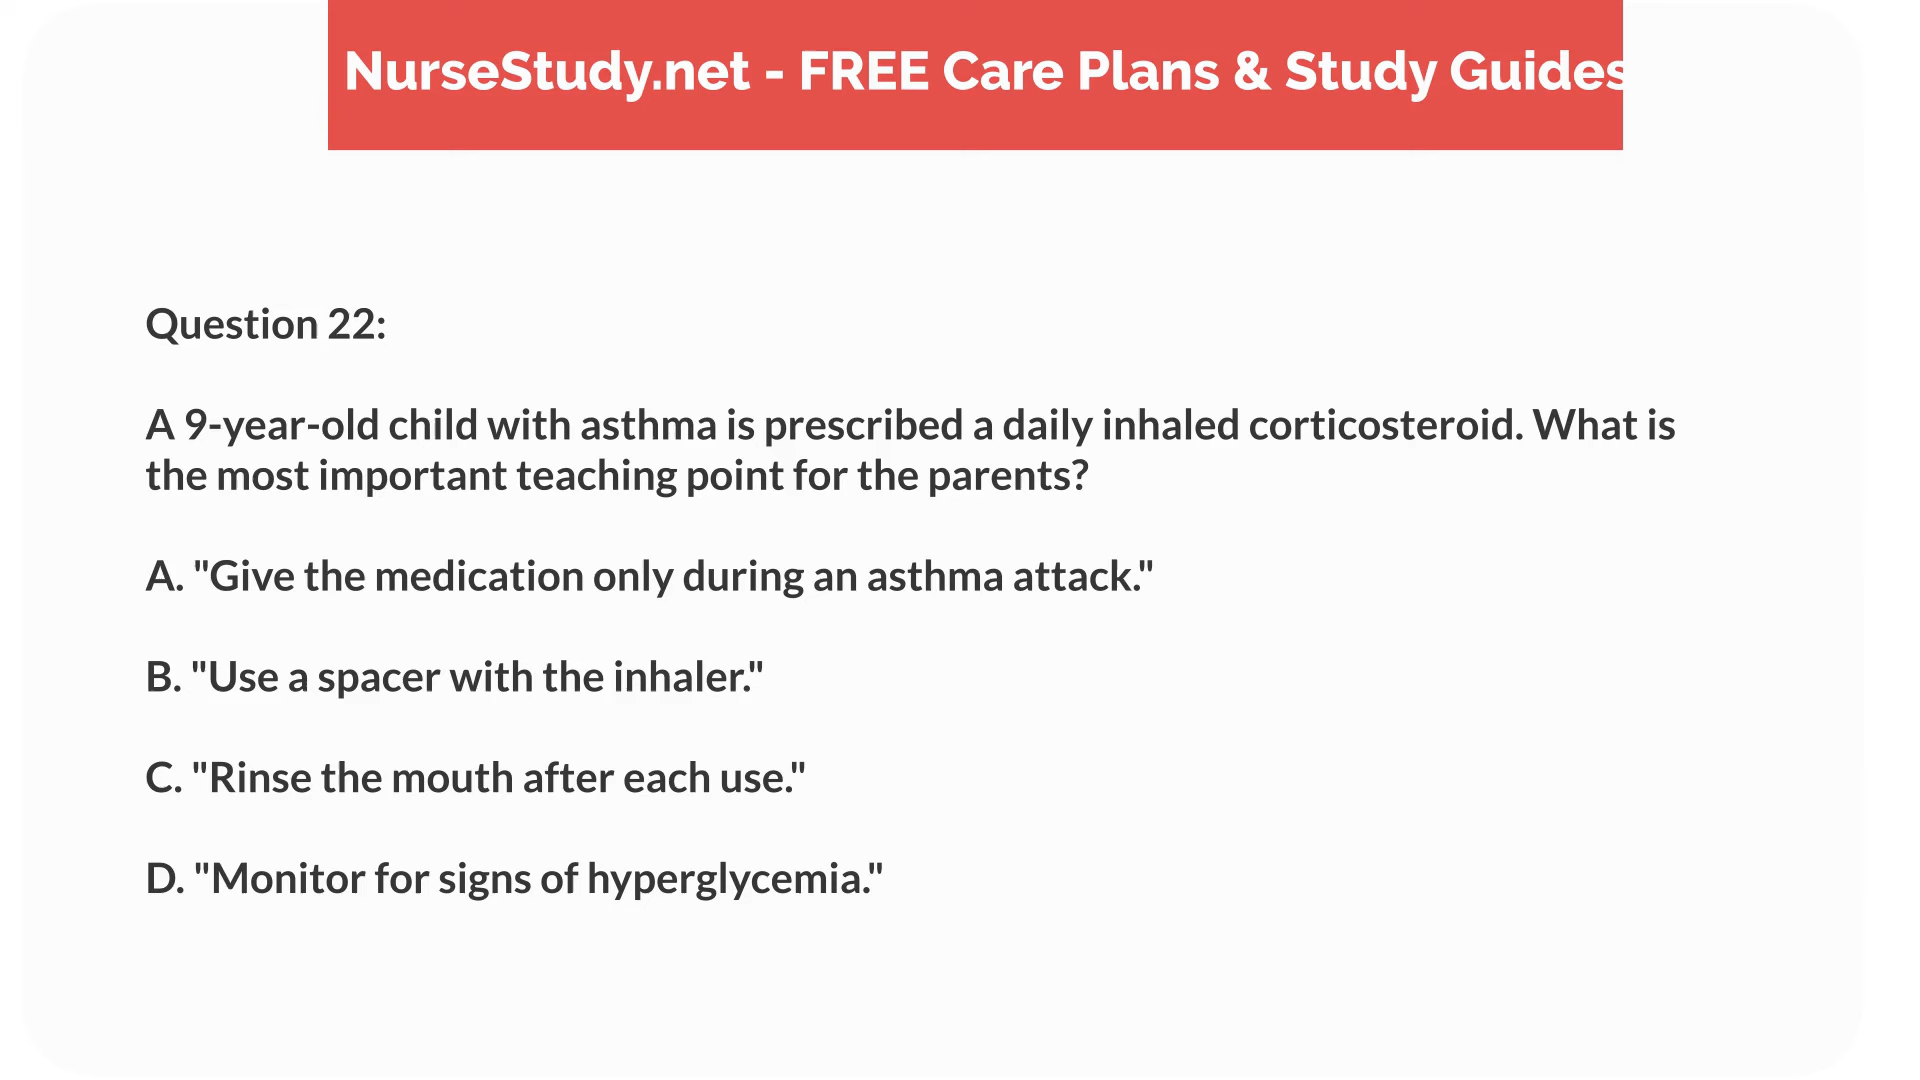 NurseStudy.net - FREE Care Plans & Study Guides
Question 22:
A 9-year-old child with asthma is prescribed a daily inhaled corticosteroid. What is
the most important teaching point for the parents?
A. "Give the medication only during an asthma attack."
B. "Use a spacer with the inhaler."
C. "Rinse the mouth after each use."
D. "Monitor for signs of hyperglycemia."